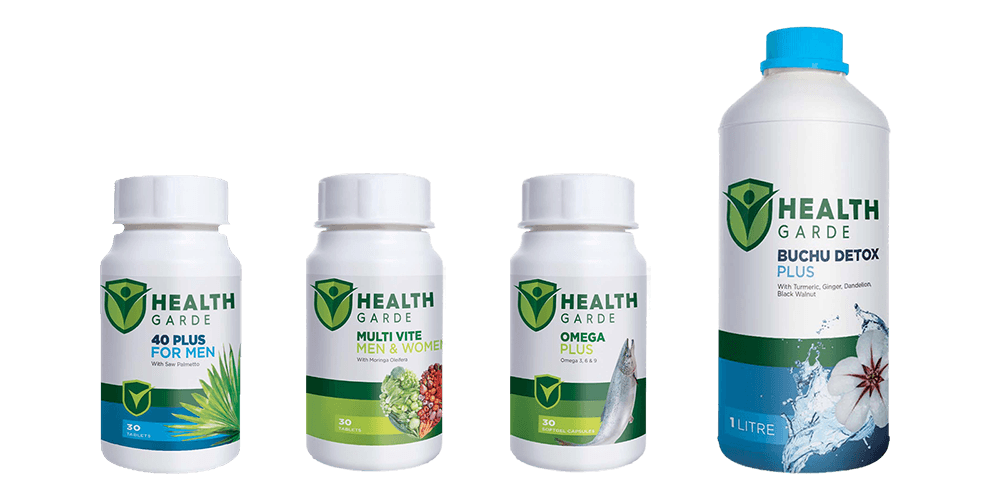 HEALTH
GARDE
40 PLUS
FOR MEN
With Saw Palmetto
30
TABLETS
HEALTH
GARDE
MULTI VITE
MEN & WOMEN
With Moringa Oleifera
30
TABLETS
HEALTH
GARDE
OMEGA
PLUS
Omega 3, 6 & 9
30
SOFTGEL CAPSULES
HEALTH
GARDE
BUCHU DETOX
PLUS
With Turmeric, Ginger, Dandelion,
Black Walnut
1 LITRE